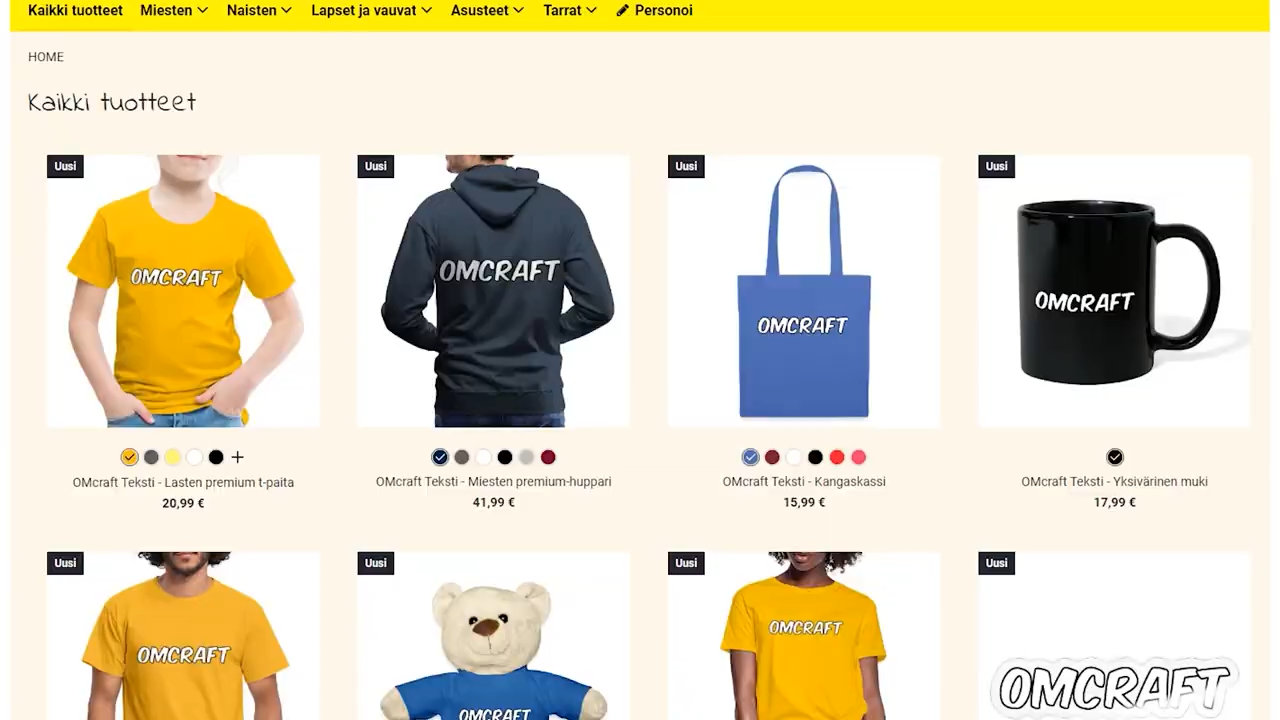 Kaikki tuotteet Miesten Naisten Lapset ja vauvat Asusteet Tarrat Personoi
HOME
Kaikki tuotteet
Uusi Uusi Uusi Uusi
OMCRAFT OMCRAFT OMCRAFT OMCRAFT
OMcraft Teksti - Lasten premium t-paita OMcraft Teksti - Miesten premium-huppari OMcraft Teksti - Kangaskassi OMcraft Teksti - Yksivärinen muki
20,99 € 41,99 € 15,99 € 17,99 €
Uusi Uusi Uusi Uusi
OMCRAFT OMCRAFT OMCRAFT OMCRAFT